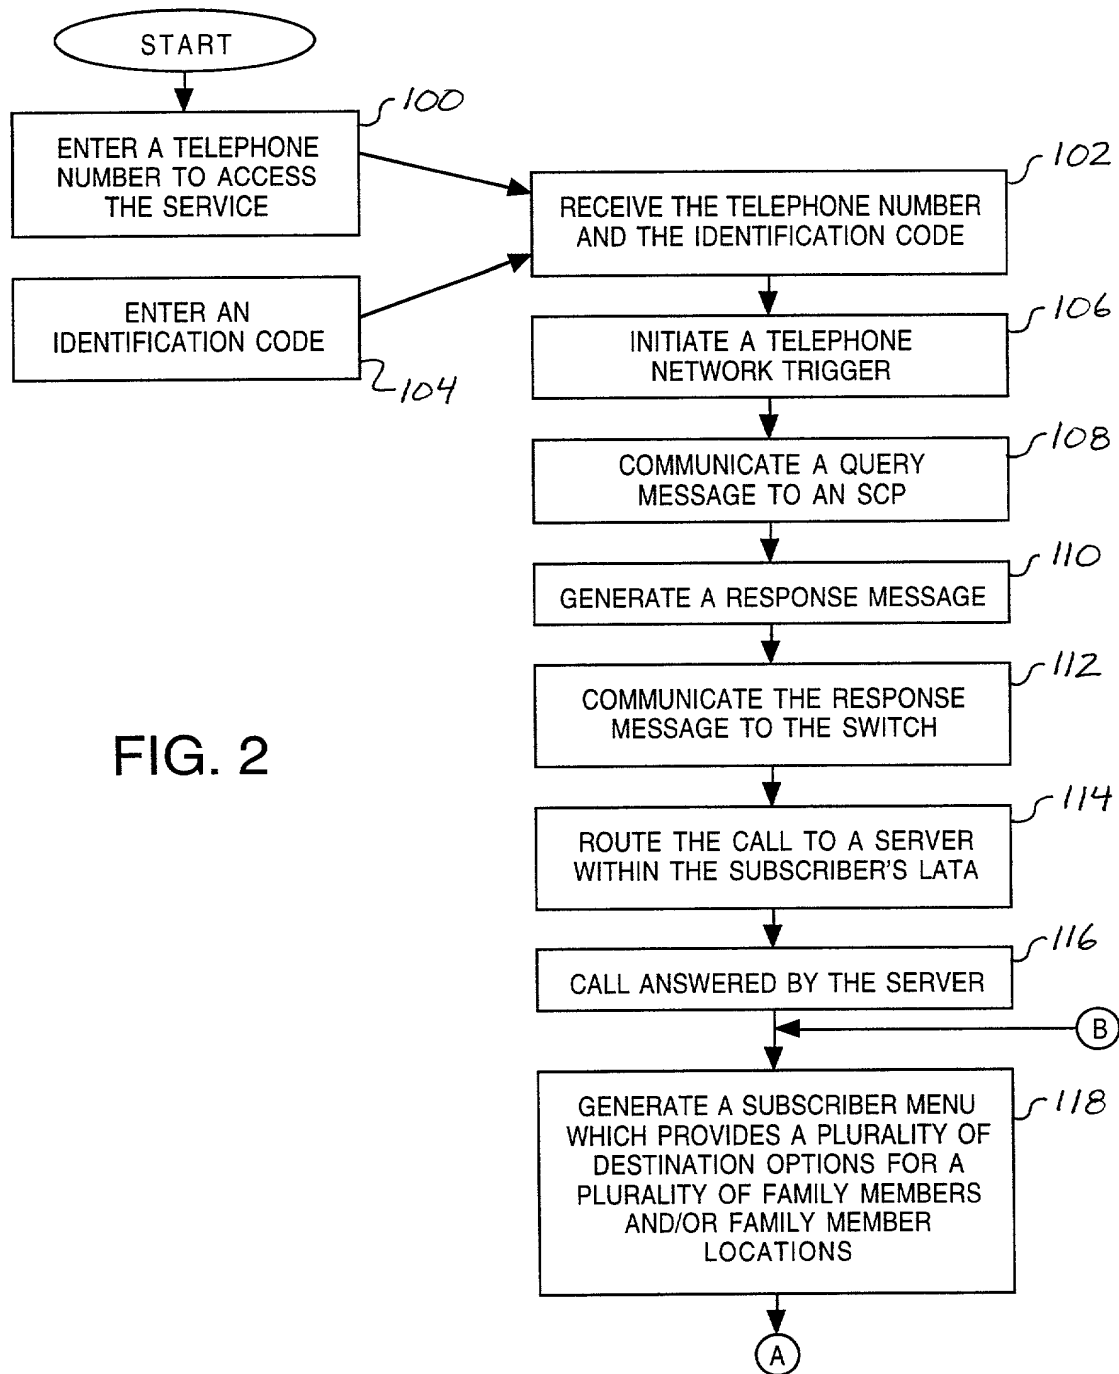 START
100
ENTER A TELEPHONE
NUMBER TO ACCESS
THE SERVICE
102
RECEIVE THE TELEPHONE NUMBER
AND THE IDENTIFICATION CODE
ENTER AN
IDENTIFICATION CODE
104
106
INITIATE A TELEPHONE
NETWORK TRIGGER
108
COMMUNICATE A QUERY
MESSAGE TO AN SCP
110
GENERATE A RESPONSE MESSAGE
112
COMMUNICATE THE RESPONSE
MESSAGE TO THE SWITCH
FIG. 2
114
ROUTE THE CALL TO A SERVER
WITHIN THE SUBSCRIBER'S LATA
116
CALL ANSWERED BY THE SERVER
B
118
GENERATE A SUBSCRIBER MENU
WHICH PROVIDES A PLURALITY OF
DESTINATION OPTIONS FOR A
PLURALITY OF FAMILY MEMBERS
AND/OR FAMILY MEMBER
LOCATIONS
A